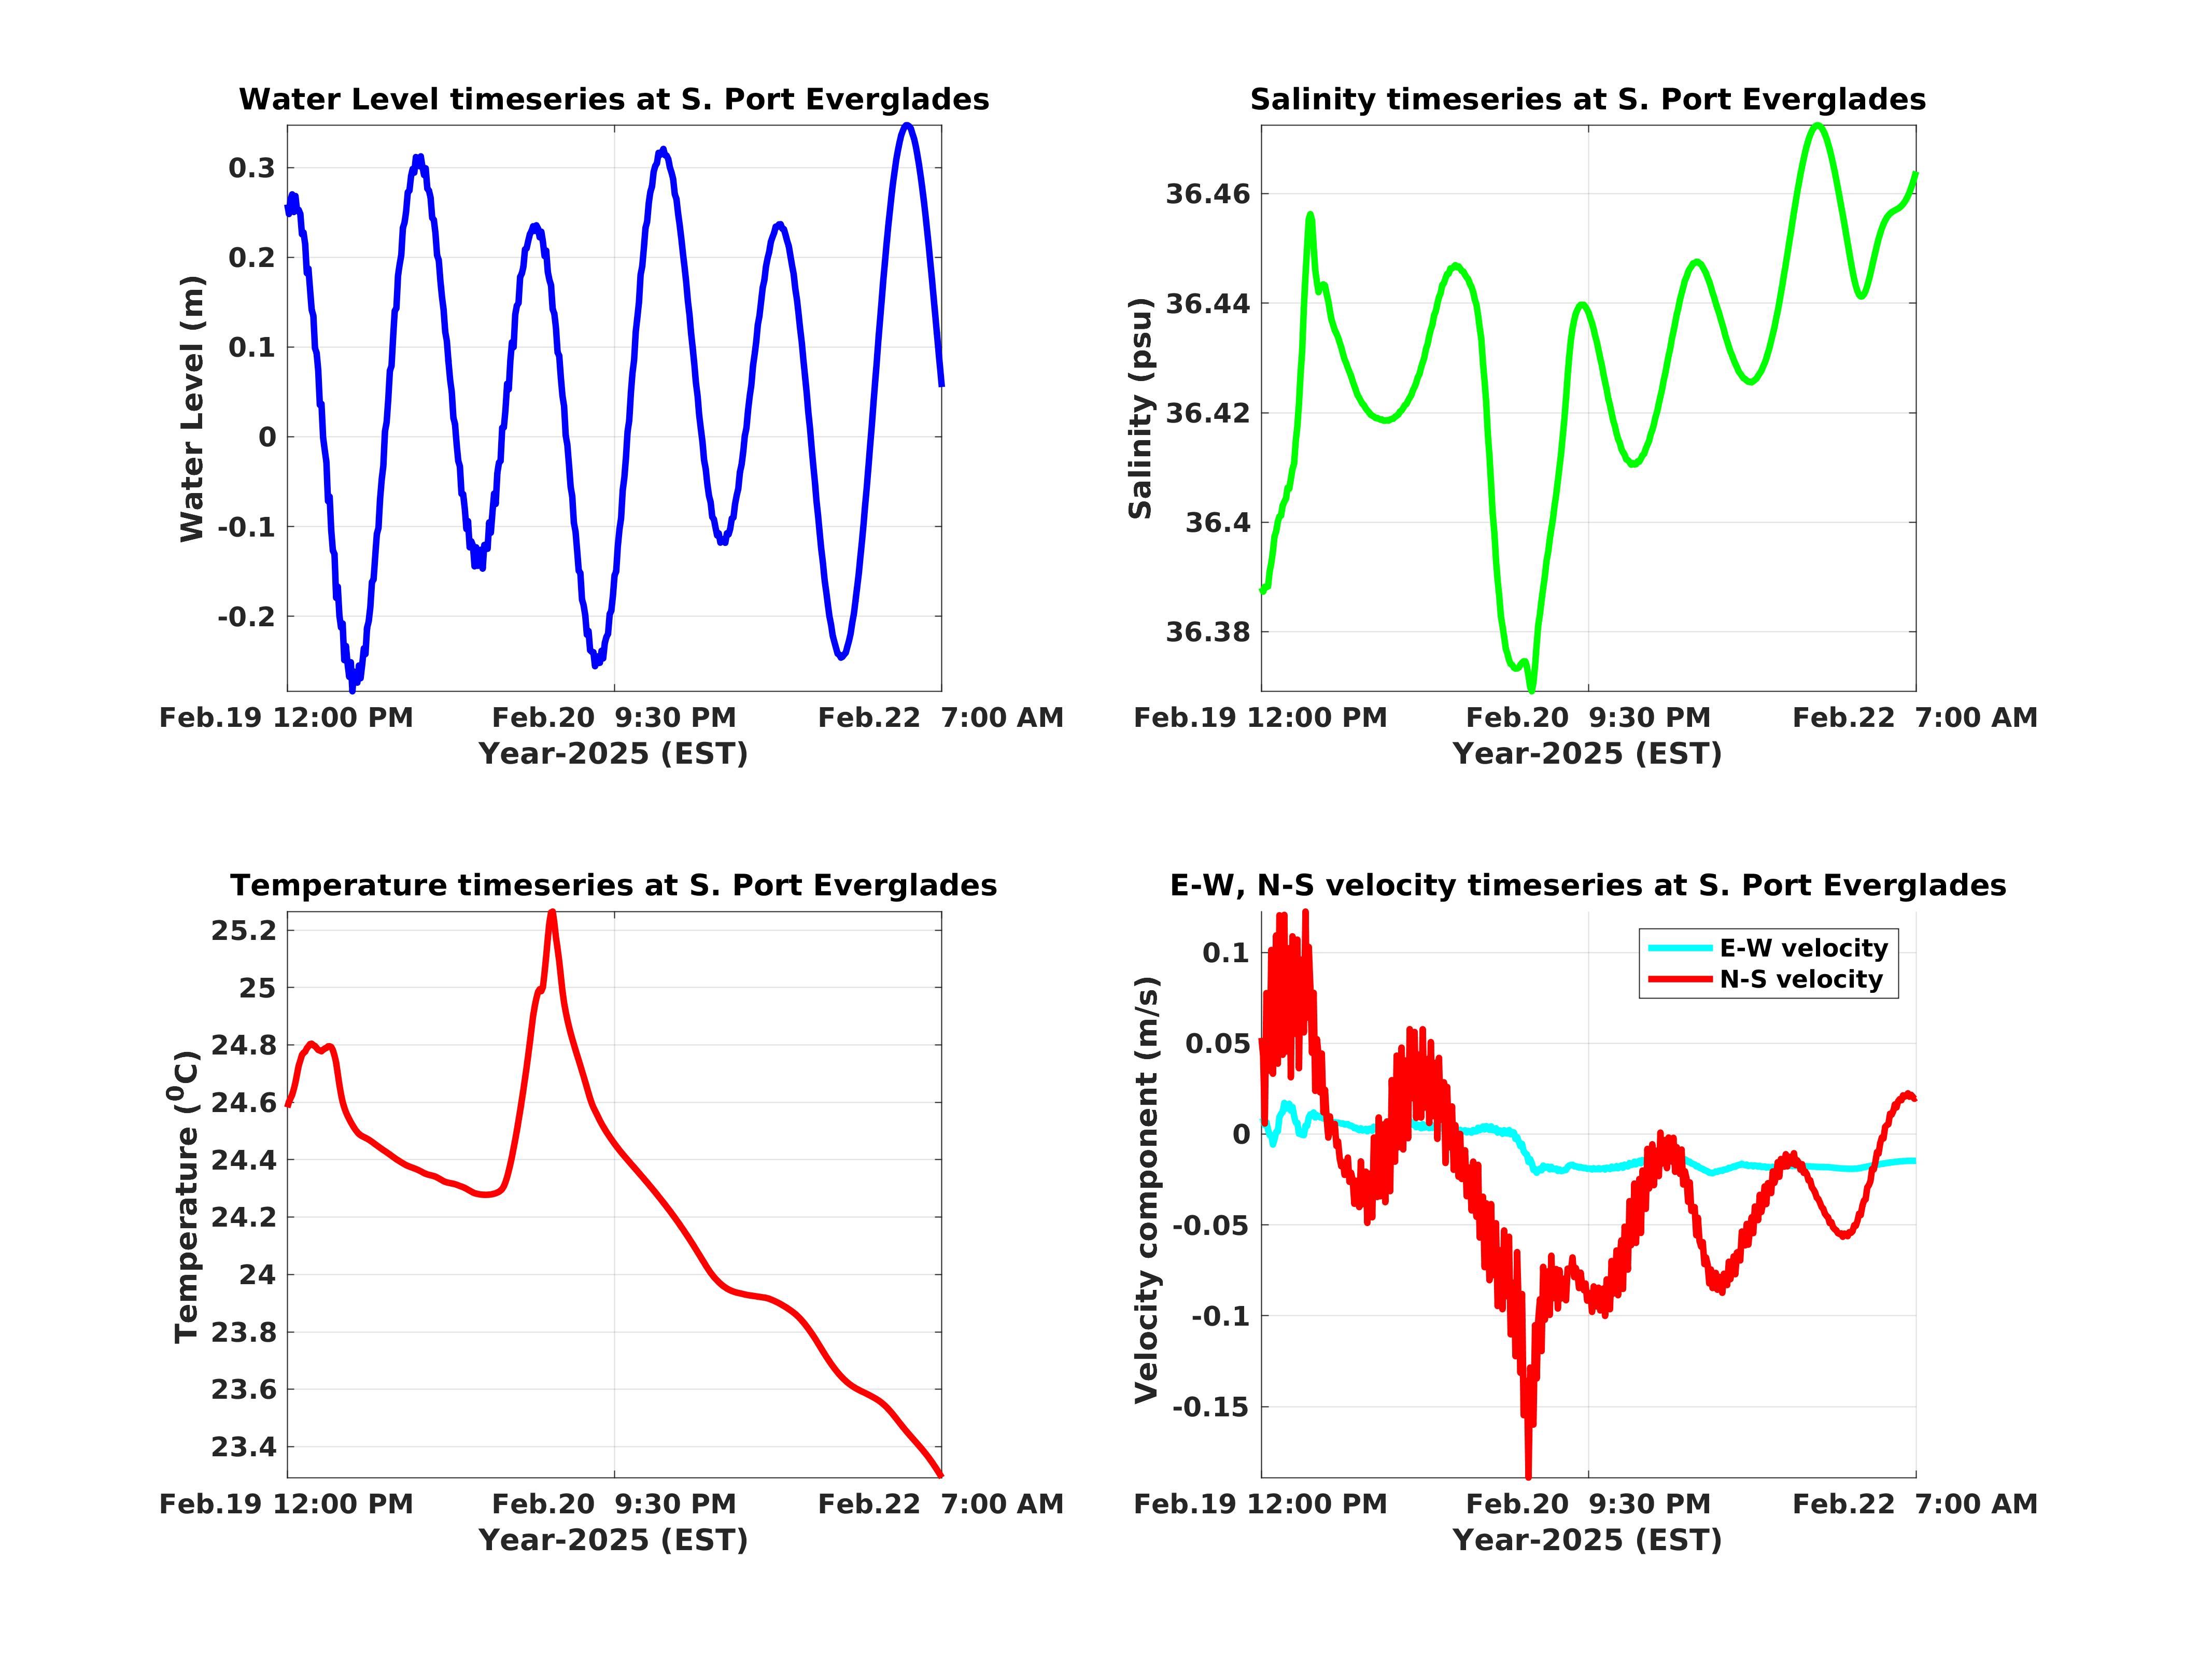 Water Level timeseries at S. Port Everglades
0.3
0.2
0.1
0
-0.1
-0.2
Water Level (m)
Feb.19 12:00 PM
Feb.20 9:30 PM
Feb.22 7:00 AM
Year-2025 (EST)
Salinity timeseries at S. Port Everglades
36.46
36.44
36.42
36.4
36.38
Salinity (psu)
Feb.19 12:00 PM
Feb.20 9:30 PM
Feb.22 7:00 AM
Year-2025 (EST)
Temperature timeseries at S. Port Everglades
25.2
25
24.8
24.6
24.4
24.2
24
23.8
23.6
23.4
Temperature (⁰C)
Feb.19 12:00 PM
Feb.20 9:30 PM
Feb.22 7:00 AM
Year-2025 (EST)
E-W, N-S velocity timeseries at S. Port Everglades
E-W velocity
N-S velocity
0.1
0.05
0
-0.05
-0.1
-0.15
Velocity component (m/s)
Feb.19 12:00 PM
Feb.20 9:30 PM
Feb.22 7:00 AM
Year-2025 (EST)